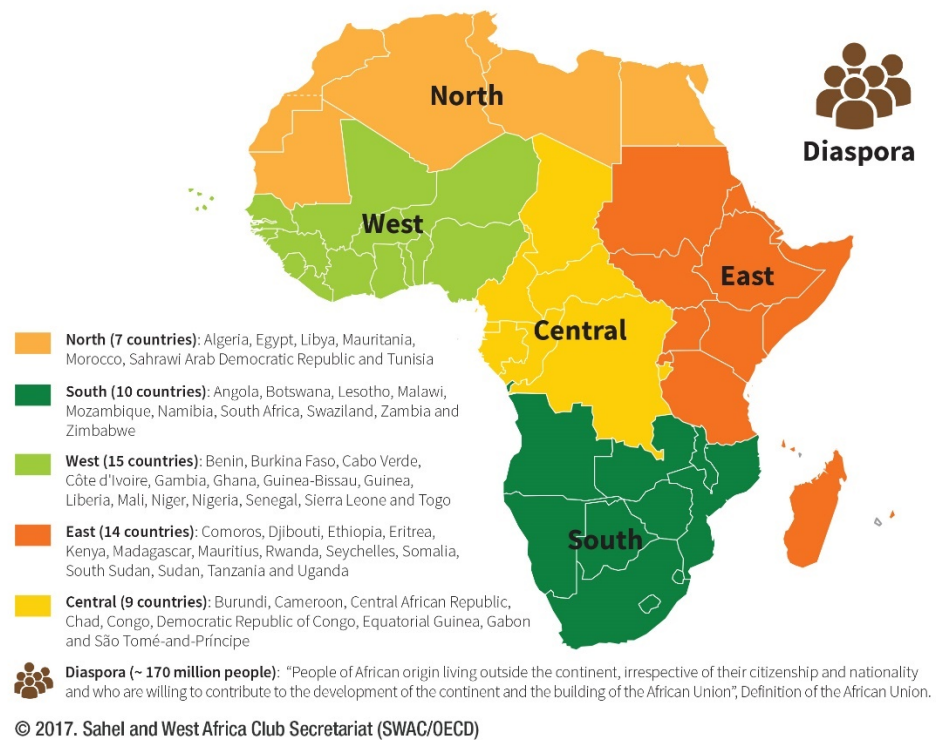 North
Diaspora
West
East
Central
South
North (7 countries): Algeria, Egypt, Libya, Mauritania,
Morocco, Sahrawi Arab Democratic Republic and Tunisia
South (10 countries): Angola, Botswana, Lesotho, Malawi,
Mozambique, Namibia, South Africa, Swaziland, Zambia and
Zimbabwe
West (15 countries): Benin, Burkina Faso, Cabo Verde,
Côte d'Ivoire, Gambia, Ghana, Guinea-Bissau, Guinea,
Liberia, Mali, Niger, Nigeria, Senegal, Sierra Leone and Togo
East (14 countries): Comoros, Djibouti, Ethiopia, Eritrea,
Kenya, Madagascar, Mauritius, Rwanda, Seychelles, Somalia,
South Sudan, Sudan, Tanzania and Uganda
Central (9 countries): Burundi, Cameroon, Central African Republic,
Chad, Congo, Democratic Republic of Congo, Equatorial Guinea, Gabon
and São Tomé-and-Príncipe
Diaspora (~ 170 million people): “People of African origin living outside the continent, irrespective of their citizenship and nationality
and who are willing to contribute to the development of the continent and the building of the African Union”, Definition of the African Union.
© 2017. Sahel and West Africa Club Secretariat (SWAC/OECD)